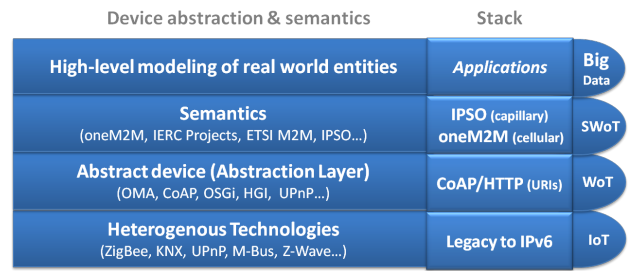 Device abstraction & semantics
Stack
High-level modeling of real world entities
Applications
Big
Data
Semantics
(oneM2M, IERC Projects, ETSI M2M, IPSO…)
IPSO (capillary)
oneM2M (cellular)
SWoT
Abstract device (Abstraction Layer)
(OMA, CoAP, OSGi, HGI, UPnP…)
CoAP/HTTP (URIs)
WoT
Heterogenous Technologies
(ZigBee, KNX, UPnP, M-Bus, Z-Wave…)
Legacy to IPv6
IoT